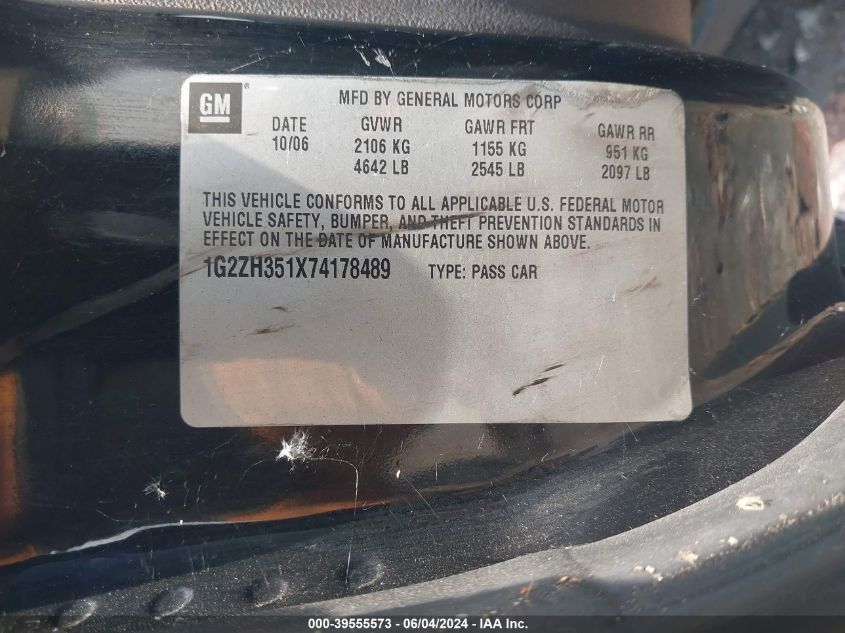 GM ®
MFD BY GENERAL MOTORS CORP
DATE GVWR GAWR FRT GAWR RR
10/06 2106 KG 1155 KG 951 KG
4642 LB 2545 LB 2097 LB
THIS VEHICLE CONFORMS TO ALL APPLICABLE U.S. FEDERAL MOTOR
VEHICLE SAFETY, BUMPER, AND THEFT PREVENTION STANDARDS IN
EFFECT ON THE DATE OF MANUFACTURE SHOWN ABOVE.
1G2ZH351X74178489 TYPE: PASS CAR
000-39555573 - 06/04/2024 - IAA Inc.